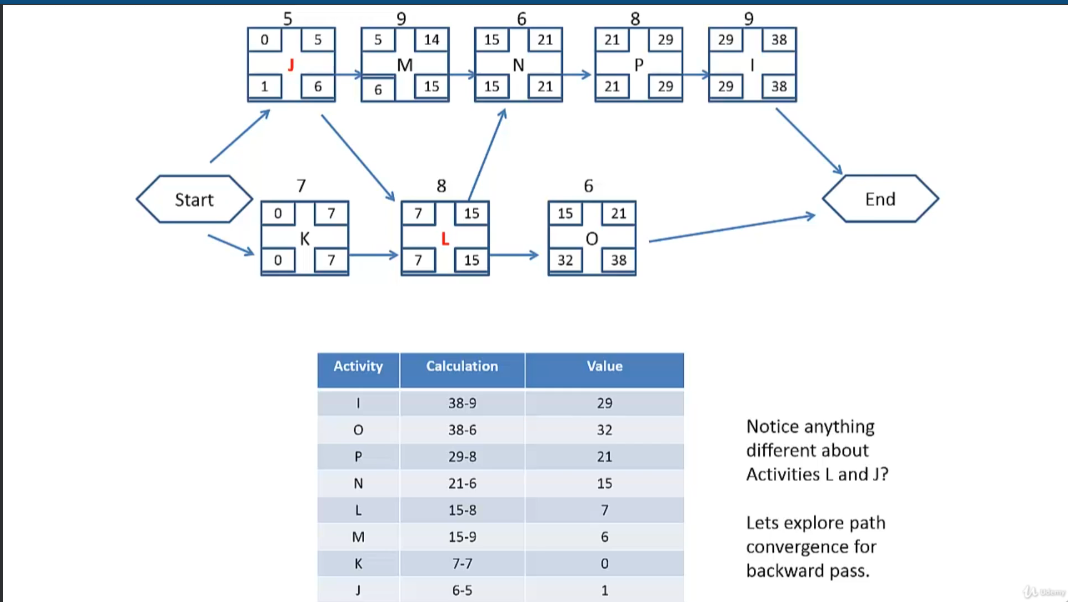 5 9 6 8 9
0 5 5 14 15 21 21 29 29 38
J M N P I
1 6 6 15 15 21 21 29 29 38
Start
7 8 6
End
0 7 7 15 15 21
K L O
0 7 7 15 32 38
Activity Calculation Value
I 38-9 29
O 38-6 32
P 29-8 21
N 21-6 15
L 15-8 7
M 15-9 6
K 7-7 0
J 6-5 1
Notice anything
different about
Activities L and J?
Lets explore path
convergence for
backward pass.
Udemy